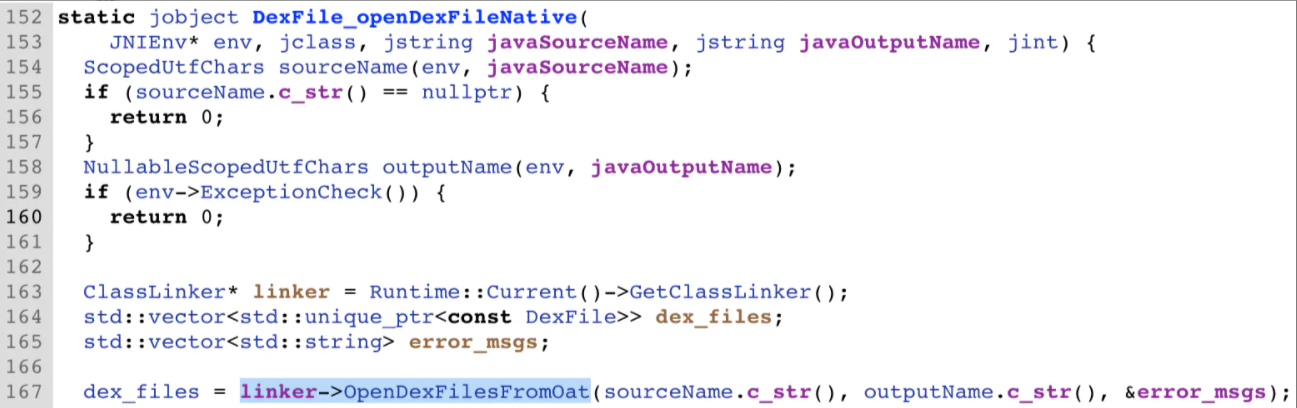 152 static jobject DexFile_openDexFileNative(
153     JNIEnv* env, jclass, jstring javaSourceName, jstring javaOutputName, jint) {
154   ScopedUtfChars sourceName(env, javaSourceName);
155   if (sourceName.c_str() == nullptr) {
156     return 0;
157   }
158   NullableScopedUtfChars outputName(env, javaOutputName);
159   if (env->ExceptionCheck()) {
160     return 0;
161   }
162
163   ClassLinker* linker = Runtime::Current()->GetClassLinker();
164   std::vector<std::unique_ptr<const DexFile>> dex_files;
165   std::vector<std::string> error_msgs;
166
167   dex_files = linker->OpenDexFilesFromOat(sourceName.c_str(), outputName.c_str(), &error_msgs);